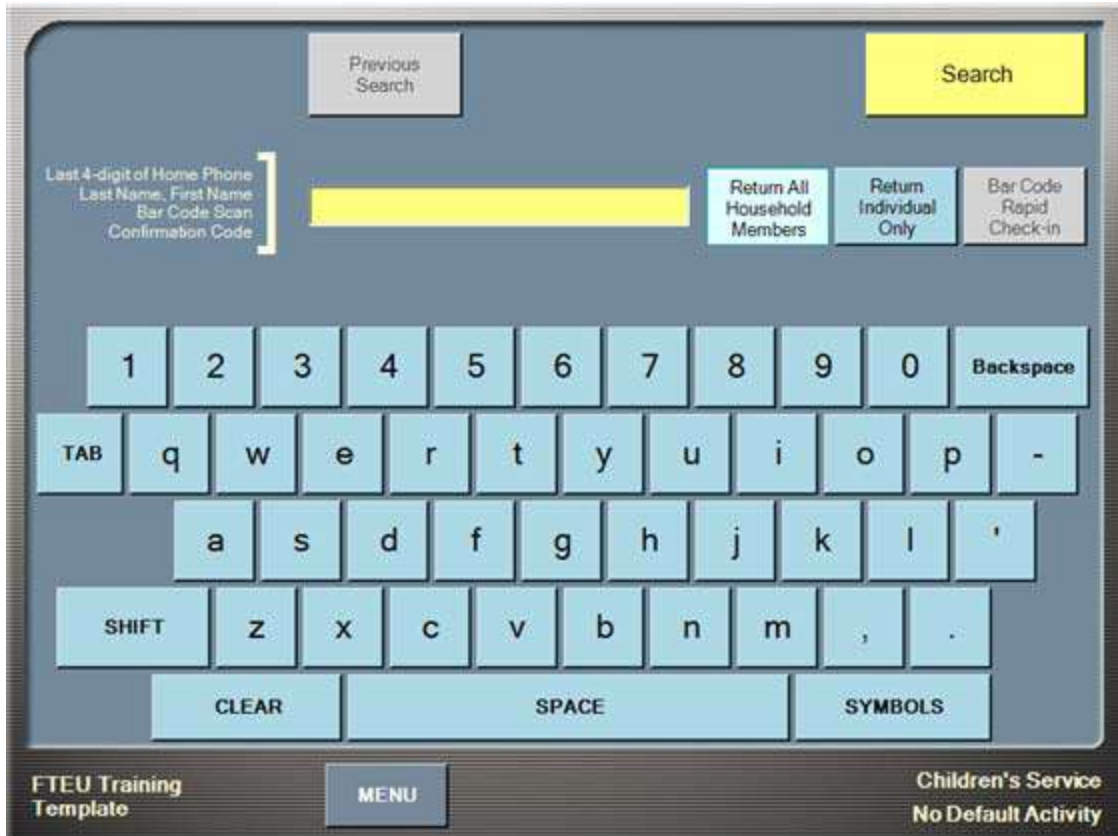 Previous
Search
Search
Last 4-digit of Home Phone
Last Name, First Name
Bar Code Scan
Confirmation Code
Return All
Household
Members
Return
Individual
Only
Bar Code
Rapid
Check-in
1 2 3 4 5 6 7 8 9 0 Backspace
TAB q w e r t y u i o p -
a s d f g h j k l '
SHIFT z x c v b n m , .
CLEAR SPACE SYMBOLS
FTEU Training
Template
MENU
Children's Service
No Default Activity